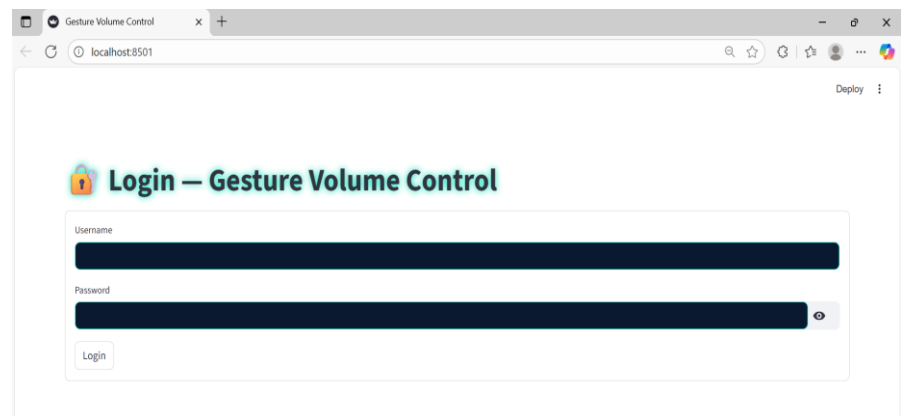 Gesture Volume Control
localhost:8501
Deploy
Login — Gesture Volume Control
Username
Password
Login